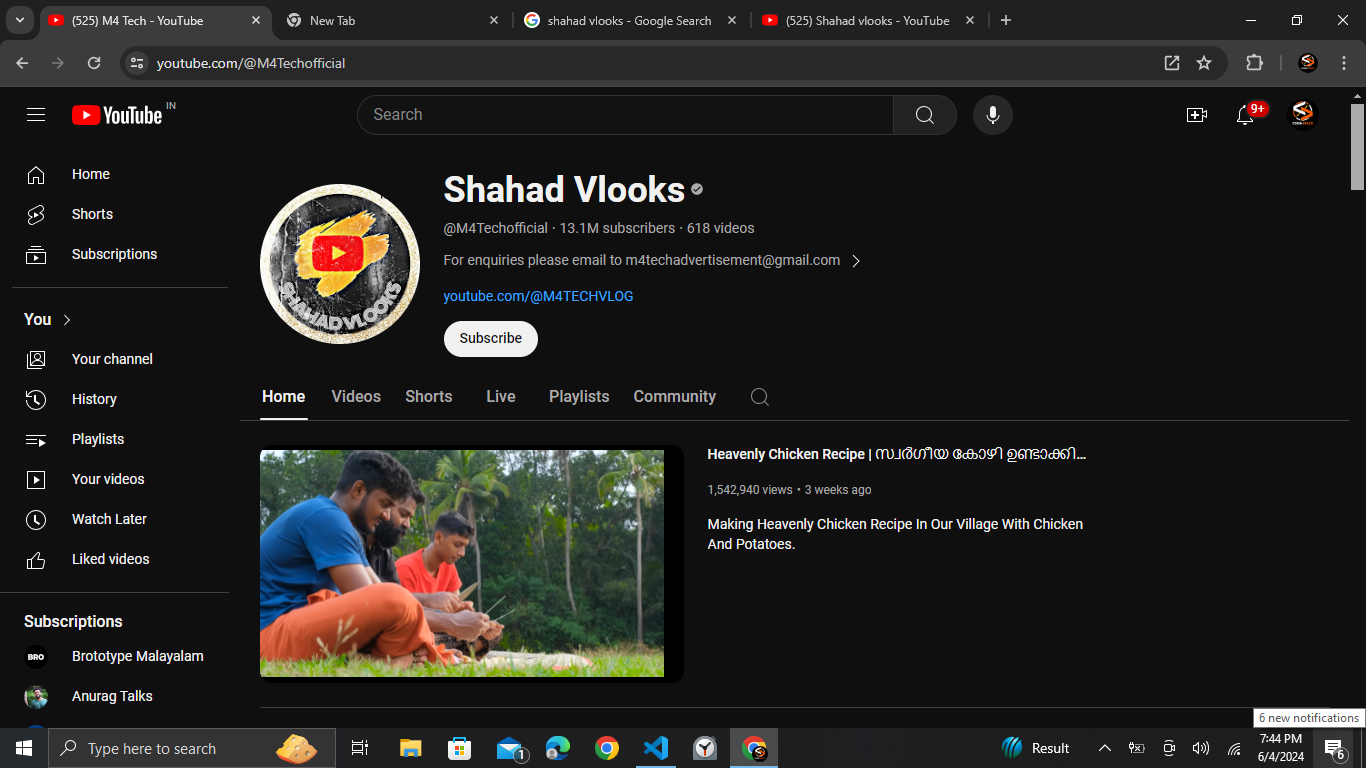 (525) M4 Tech - YouTube
New Tab
shahad vlooks - Google Search
(525) Shahad vlooks - YouTube
youtube.com/@M4Techofficial
YouTube IN
Search
9+
Home
Shorts
Subscriptions
You
Your channel
History
Playlists
Your videos
Watch Later
Liked videos
Subscriptions
BRO
Brototype Malayalam
Anurag Talks
SHAHAD VLOOKS
Shahad Vlooks
@M4Techofficial · 13.1M subscribers · 618 videos
For enquiries please email to m4techadvertisement@gmail.com
youtube.com/@M4TECHVLOG
Subscribe
Home Videos Shorts Live Playlists Community
Heavenly Chicken Recipe | സ്വർഗീയ കോഴി ഉണ്ടാക്കി...
1,542,940 views • 3 weeks ago
Making Heavenly Chicken Recipe In Our Village With Chicken
And Potatoes.
6 new notifications
Type here to search
1
Result
7:44 PM
6/4/2024
6